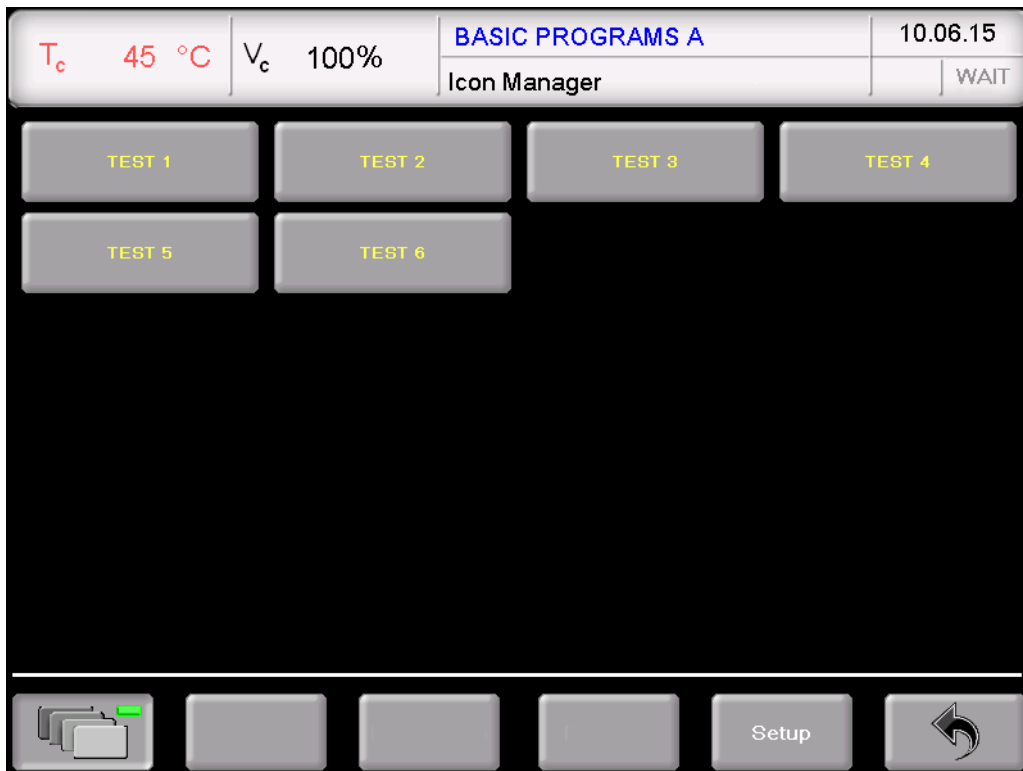 Tc 45 °C Vc 100% BASIC PROGRAMS A 10.06.15
Icon Manager WAIT
TEST 1 TEST 2 TEST 3 TEST 4
TEST 5 TEST 6
Setup